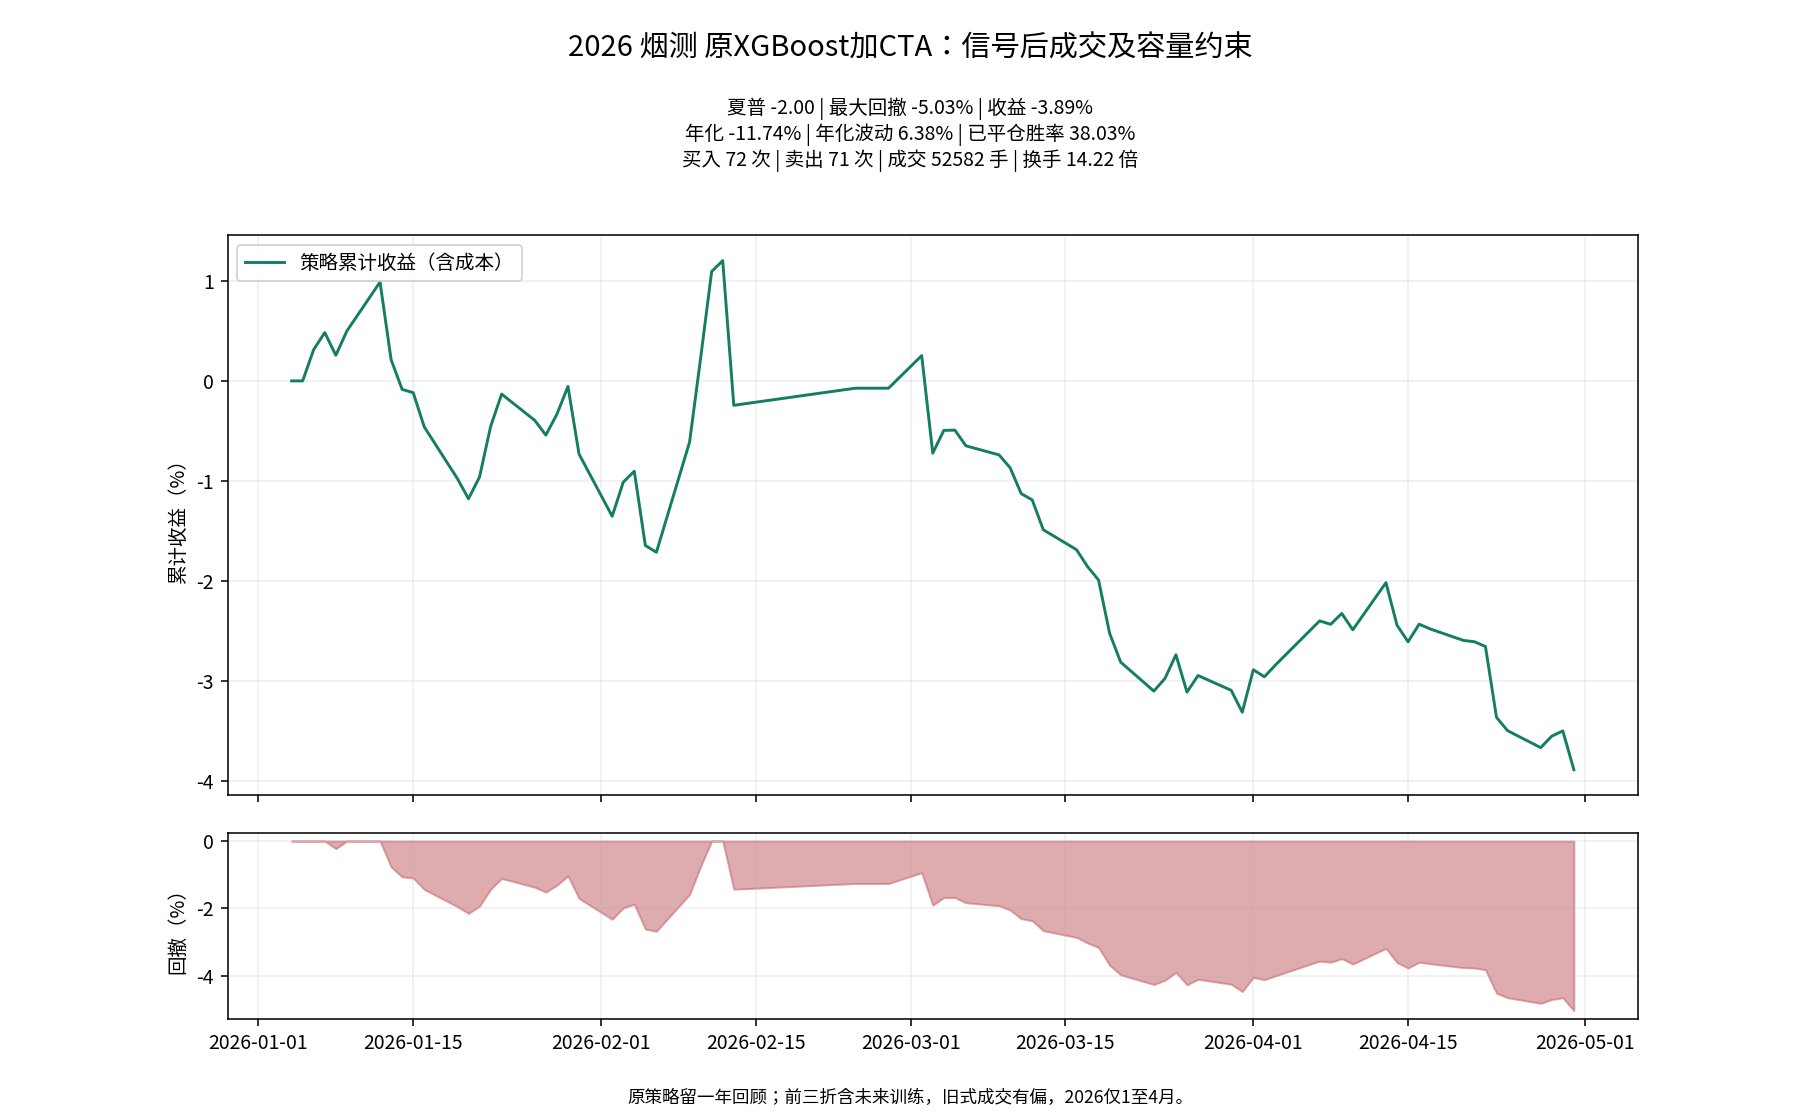 2026 烟测 原XGBoost加CTA：信号后成交及容量约束
夏普 -2.00 | 最大回撤 -5.03% | 收益 -3.89%
年化 -11.74% | 年化波动 6.38% | 已平仓胜率 38.03%
买入 72 次 | 卖出 71 次 | 成交 52582 手 | 换手 14.22 倍
策略累计收益（含成本）
累计收益（%）
1
0
-1
-2
-3
-4
回撤（%）
0
-2
-4
2026-01-01
2026-01-15
2026-02-01
2026-02-15
2026-03-01
2026-03-15
2026-04-01
2026-04-15
2026-05-01
原策略留一年回顾；前三折含未来训练，旧式成交有偏，2026仅1至4月。